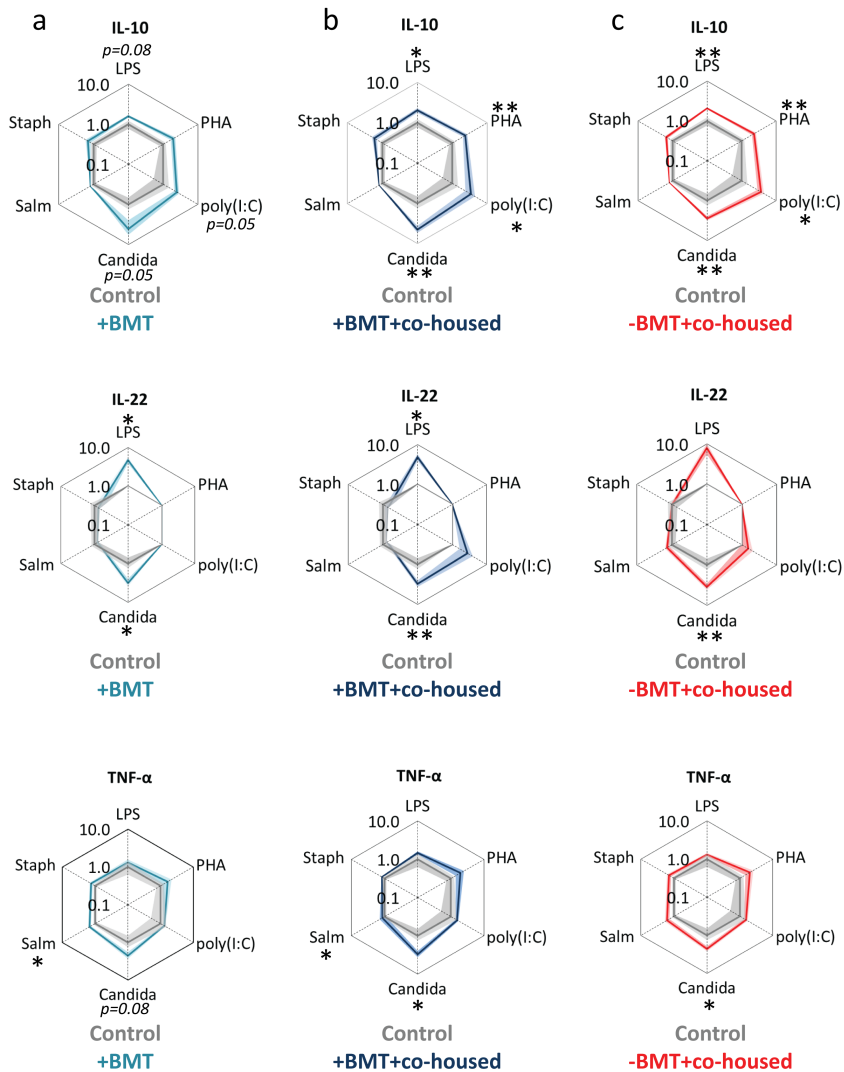 a
IL-10
p=0.08
LPS
10.0
Staph
1.0
PHA
0.1
Salm
poly(I:C)
p=0.05
Candida
p=0.05
Control
+BMT
b
IL-10
*
LPS
10.0
**
Staph
1.0
PHA
0.1
Salm
poly(I:C)
*
Candida
**
Control
+BMT+co-housed
c
IL-10
**
LPS
10.0
**
Staph
1.0
PHA
0.1
Salm
poly(I:C)
*
Candida
**
Control
-BMT+co-housed
IL-22
*
LPS
10.0
Staph
1.0
PHA
0.1
Salm
poly(I:C)
Candida
*
Control
+BMT
IL-22
*
LPS
10.0
Staph
1.0
PHA
0.1
Salm
poly(I:C)
Candida
**
Control
+BMT+co-housed
IL-22
LPS
10.0
Staph
1.0
PHA
0.1
Salm
poly(I:C)
Candida
**
Control
-BMT+co-housed
TNF-α
LPS
10.0
Staph
1.0
PHA
0.1
Salm
*
poly(I:C)
Candida
p=0.08
Control
+BMT
TNF-α
LPS
10.0
Staph
1.0
PHA
0.1
Salm
*
poly(I:C)
Candida
*
Control
+BMT+co-housed
TNF-α
LPS
10.0
Staph
1.0
PHA
0.1
Salm
poly(I:C)
Candida
*
Control
-BMT+co-housed